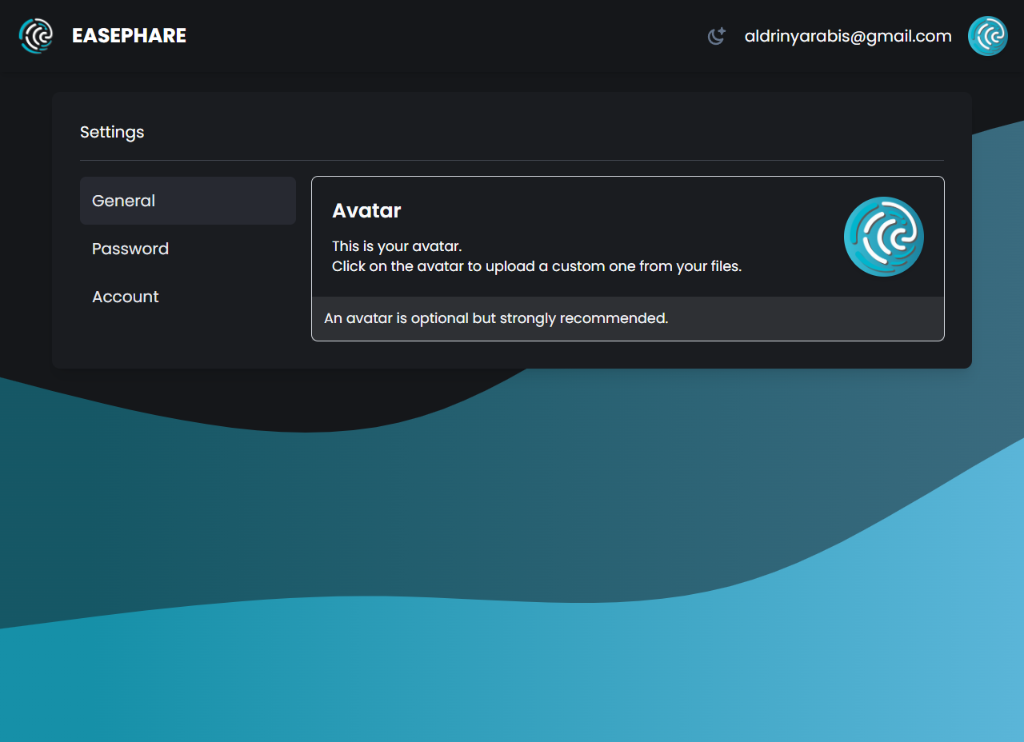 EASEPHARE
aldrinyarabis@gmail.com
Settings
General
Password
Account
Avatar
This is your avatar.
Click on the avatar to upload a custom one from your files.
An avatar is optional but strongly recommended.